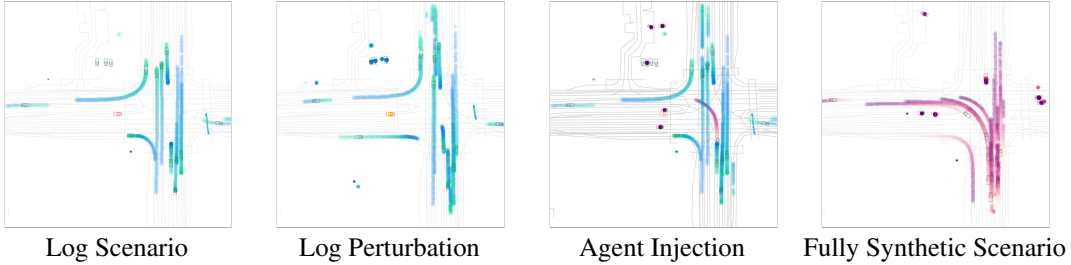 Log Scenario
Log Perturbation
Agent Injection
Fully Synthetic Scenario